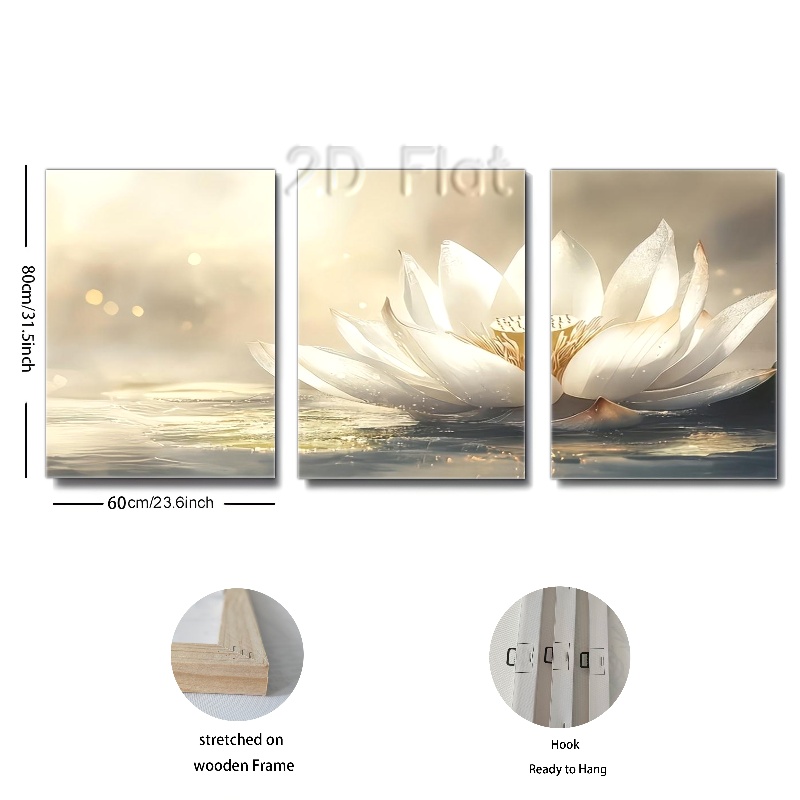 2D Flat
80cm/31.5inch
60cm/23.6inch
stretched on
wooden Frame
Hook
Ready to Hang